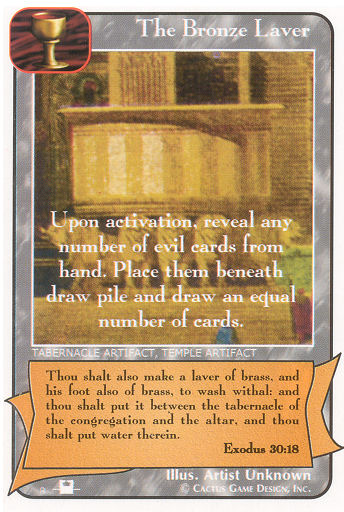 The Bronze Laver
Upon activation, reveal any
number of evil cards from
hand. Place them beneath
draw pile and draw an equal
number of cards.
TABERNACLE ARTIFACT, TEMPLE ARTIFACT
Thou shalt also make a laver of brass, and
his foot also of brass, to wash withal: and
thou shalt put it between the tabernacle of
the congregation and the altar, and thou
shalt put water therein.
Exodus 30:18
Illus. Artist Unknown
© Cactus Game Design, Inc.